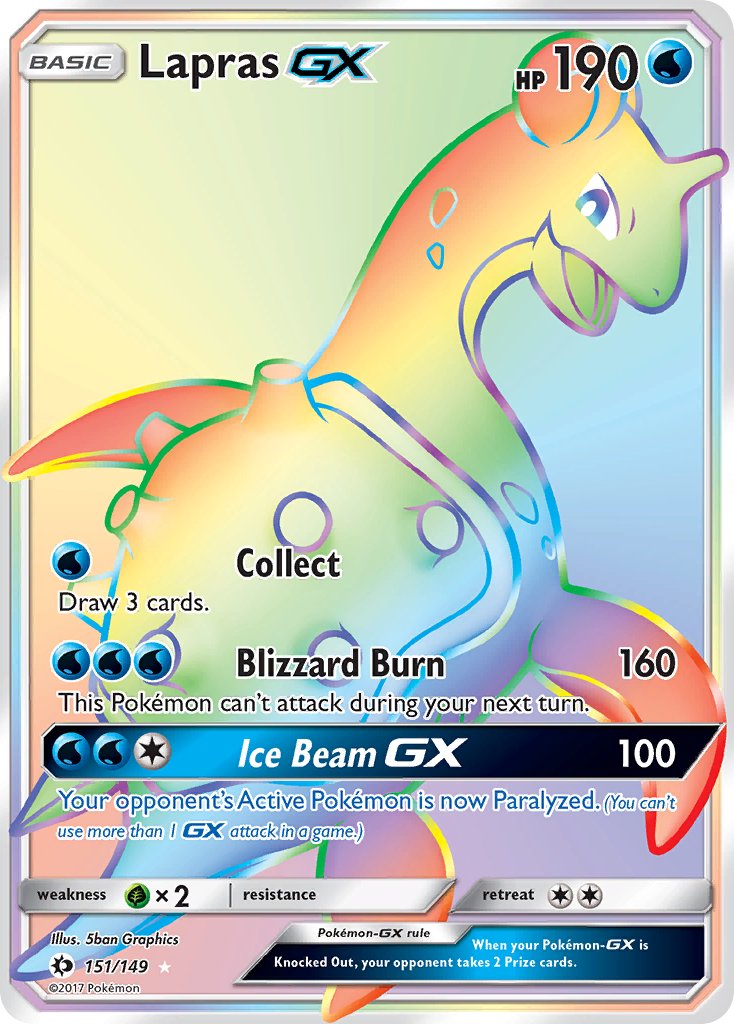 BASIC Lapras GX HP 190
Collect
Draw 3 cards.
Blizzard Burn 160
This Pokémon can't attack during your next turn.
Ice Beam GX 100
Your opponent's Active Pokémon is now Paralyzed. (You can't
use more than 1 GX attack in a game.)
weakness ×2 resistance retreat
Illus. 5ban Graphics
151/149
©2017 Pokémon
Pokémon-GX rule
When your Pokémon-GX is
Knocked Out, your opponent takes 2 Prize cards.